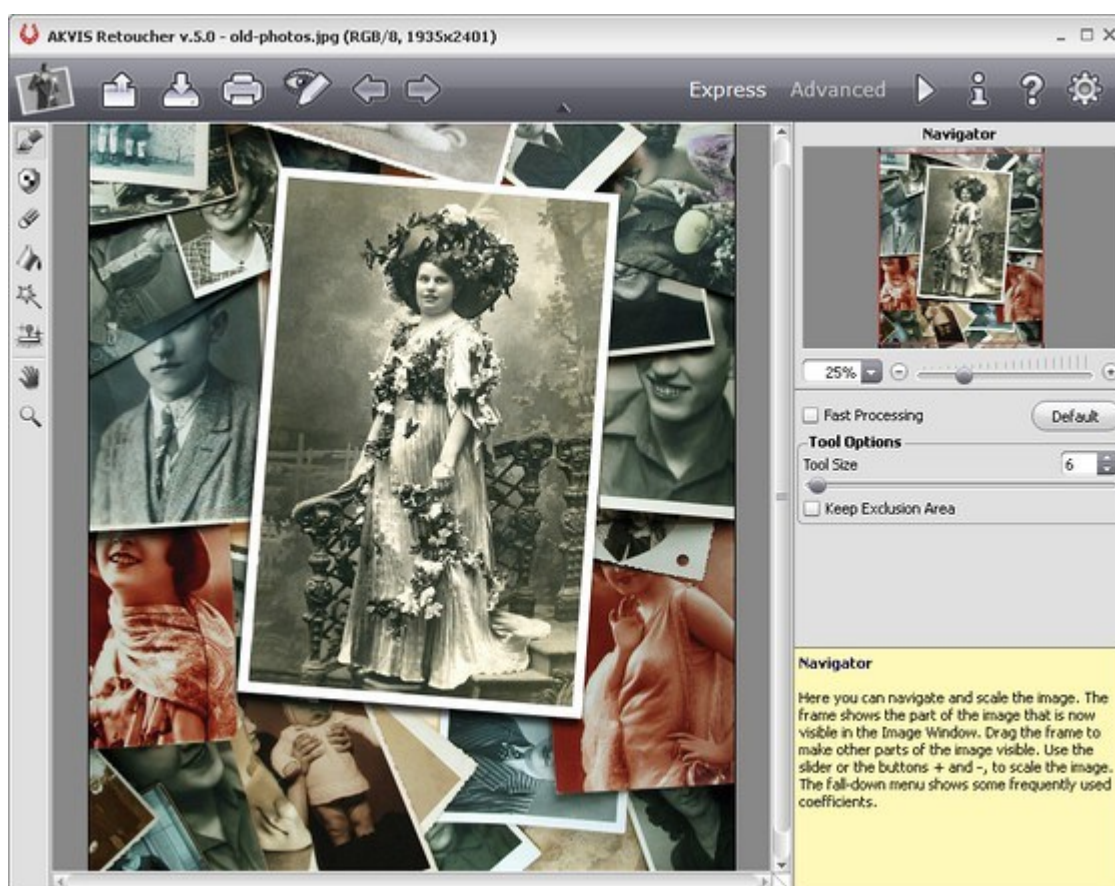 AKVIS Retoucher v.5.0 - old-photos.jpg (RGB/8, 1935x2401)
Express Advanced
Navigator
25%
Fast Processing
Default
Tool Options
Tool Size
6
Keep Exclusion Area
Navigator
Here you can navigate and scale the image. The
frame shows the part of the image that is now
visible in the Image Window. Drag the frame to
make other parts of the image visible. Use the
slider or the buttons + and -, to scale the image.
The fall-down menu shows some frequently used
coefficients.